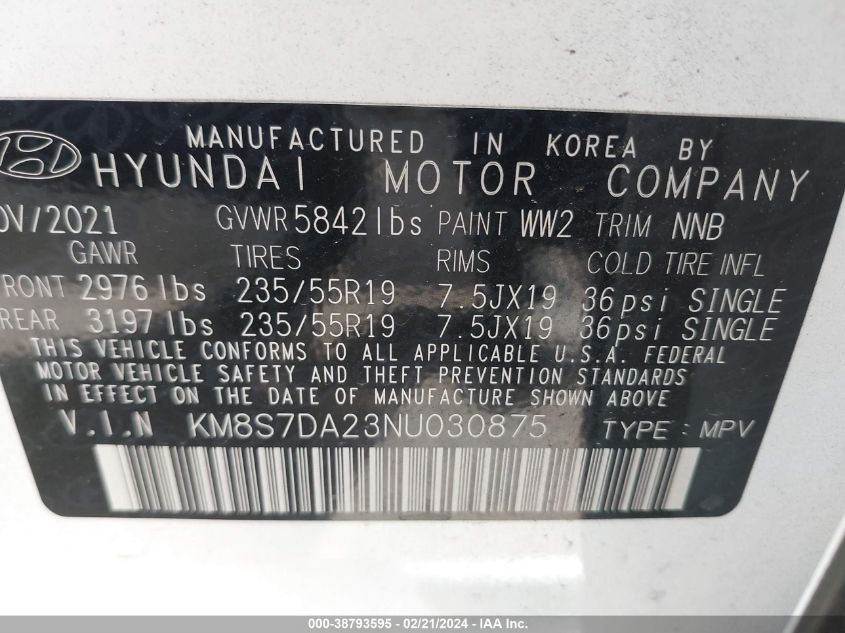 MANUFACTURED IN KOREA BY
HYUNDAI MOTOR COMPANY
OV/2021 GVWR 5842 lbs PAINT WW2 TRIM NNB
GAWR TIRES RIMS COLD TIRE INFL
RONT 2976 lbs 235/55R19 7.5JX19 36psi SINGLE
REAR 3197 lbs 235/55R19 7.5JX19 36psi SINGLE
THIS VEHICLE CONFORMS TO ALL APPLICABLE U.S.A. FEDERAL
MOTOR VEHICLE SAFETY AND THEFT PREVENTION STANDARDS
IN EFFECT ON THE DATE OF MANUFACTURE SHOWN ABOVE
V.I.N KM8S7DA23NU030875 TYPE : MPV
000-38793595 - 02/21/2024 - IAA Inc.